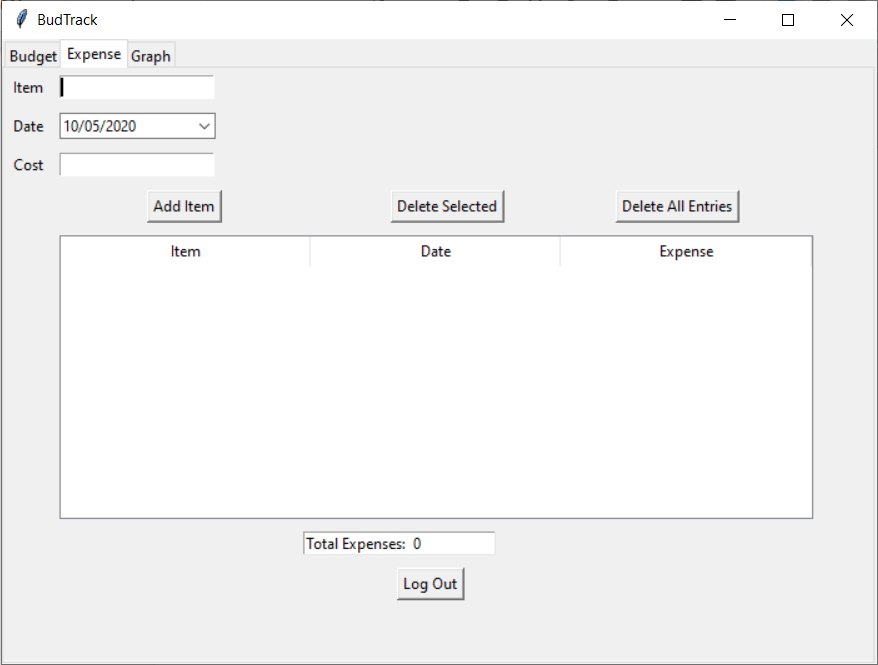 BudTrack
Budget Expense Graph
Item
Date 10/05/2020
Cost
Add Item Delete Selected Delete All Entries
Item Date Expense
Total Expenses: 0
Log Out